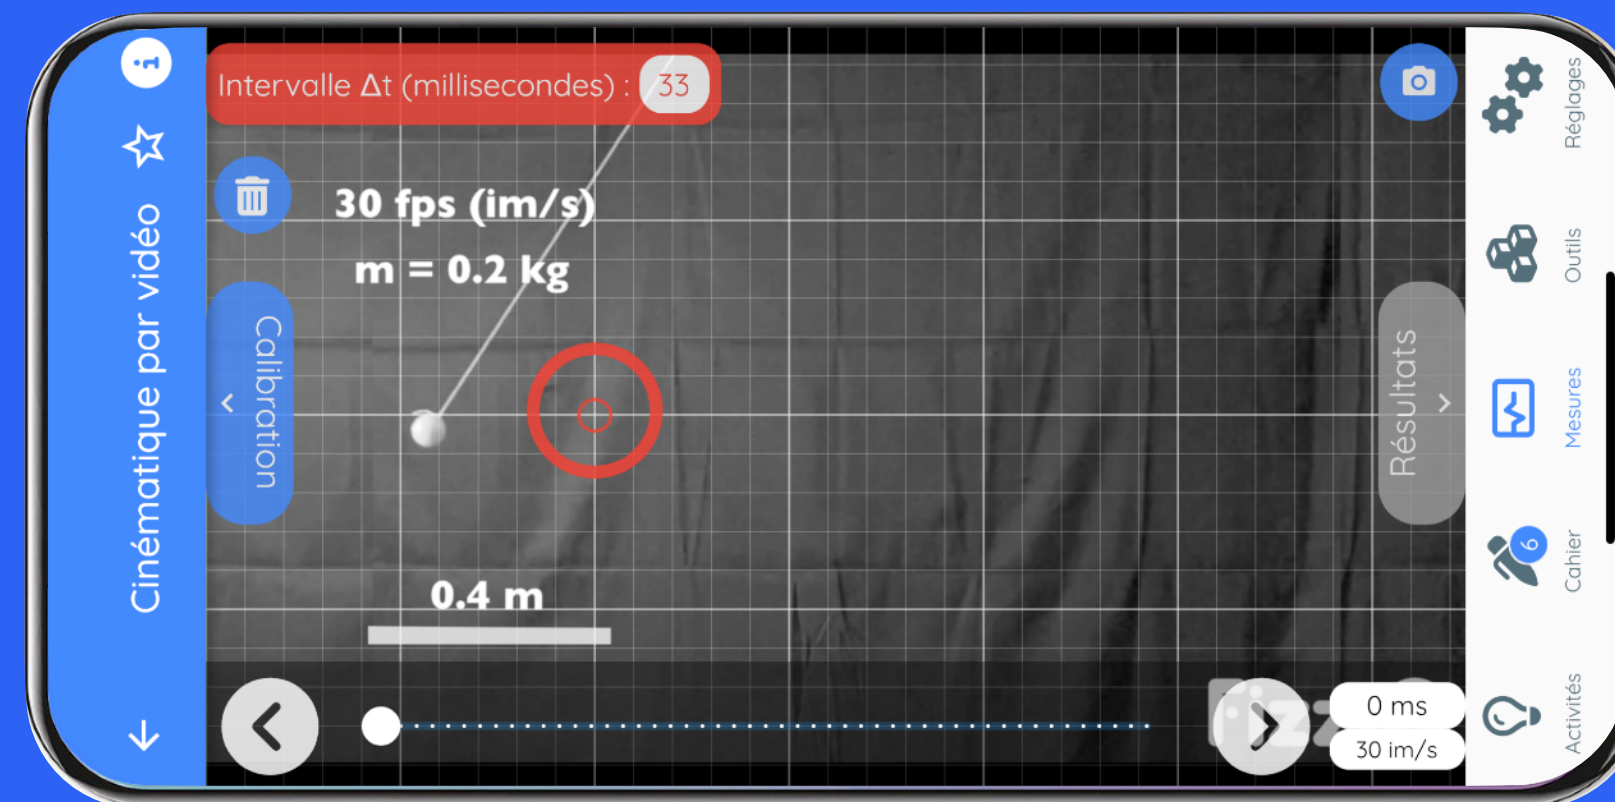 Cinématique par vidéo
Intervalle Δt (millisecondes) : 33
30 fps (im/s)
m = 0.2 kg
Calibration
0.4 m
Résultats
0 ms
30 im/s
Réglages
Outils
Mesures
6
Cahier
Activités